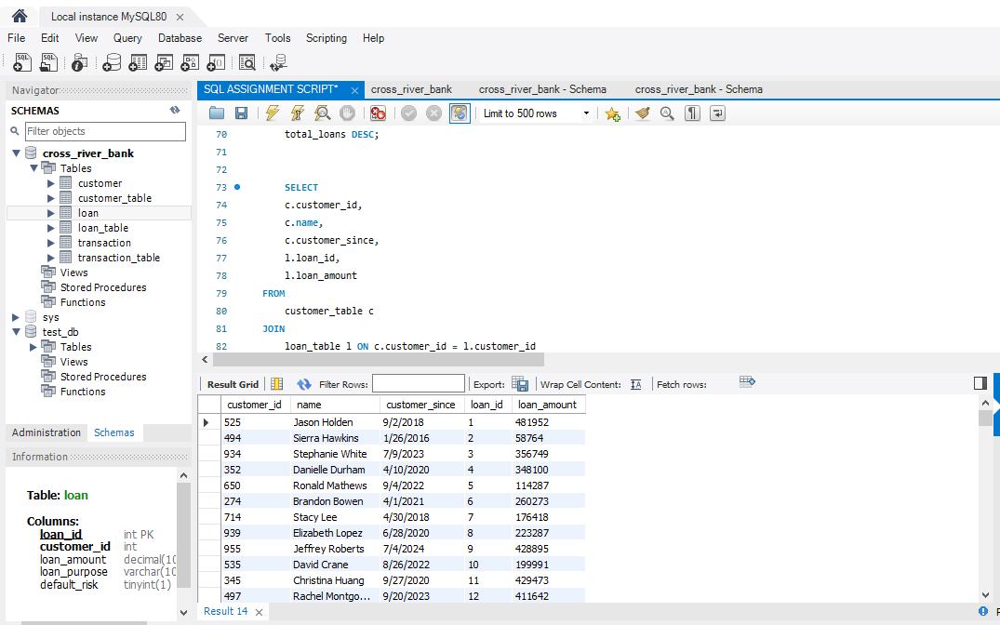 Local instance MySQL80
File Edit View Query Database Server Tools Scripting Help
Navigator
SCHEMAS
Filter objects
cross_river_bank
Tables
customer
customer_table
loan
loan_table
transaction
transaction_table
Views
Stored Procedures
Functions
sys
test_db
Tables
Views
Stored Procedures
Functions
Administration Schemas
Information
Table: loan
Columns:
loan_id int PK
customer_id int
loan_amount decimal(10
loan_purpose varchar(10
default_risk tinyint(1)
SQL ASSIGNMENT SCRIPT* cross_river_bank cross_river_bank - Schema cross_river_bank - Schema
Limit to 500 rows
70 total_loans DESC;
71
72
73 SELECT
74 c.customer_id,
75 c.name,
76 c.customer_since,
77 l.loan_id,
78 l.loan_amount
79 FROM
80 customer_table c
81 JOIN
82 loan_table l ON c.customer_id = l.customer_id
Result Grid Filter Rows: Export: Wrap Cell Content: Fetch rows:
customer_id name customer_since loan_id loan_amount
525 Jason Holden 9/2/2018 1 481952
494 Sierra Hawkins 1/26/2016 2 58764
934 Stephanie White 7/9/2023 3 356749
352 Danielle Durham 4/10/2020 4 348100
650 Ronald Mathews 9/4/2022 5 114287
274 Brandon Bowen 4/1/2021 6 260273
714 Stacy Lee 4/30/2018 7 176418
939 Elizabeth Lopez 6/28/2020 8 223287
955 Jeffrey Roberts 7/4/2024 9 428895
535 David Crane 8/26/2022 10 199991
345 Christina Huang 9/27/2020 11 429473
497 Rachel Montgo... 9/20/2023 12 411642
Result 14